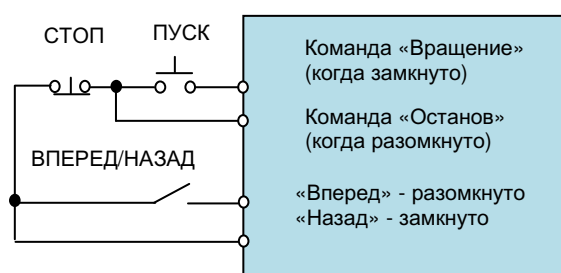 СТОП
ПУСК
Команда «Вращение»
(когда замкнуто)
Команда «Останов»
(когда разомкнуто)
ВПЕРЕД/НАЗАД
«Вперед» - разомкнуто
«Назад» - замкнуто